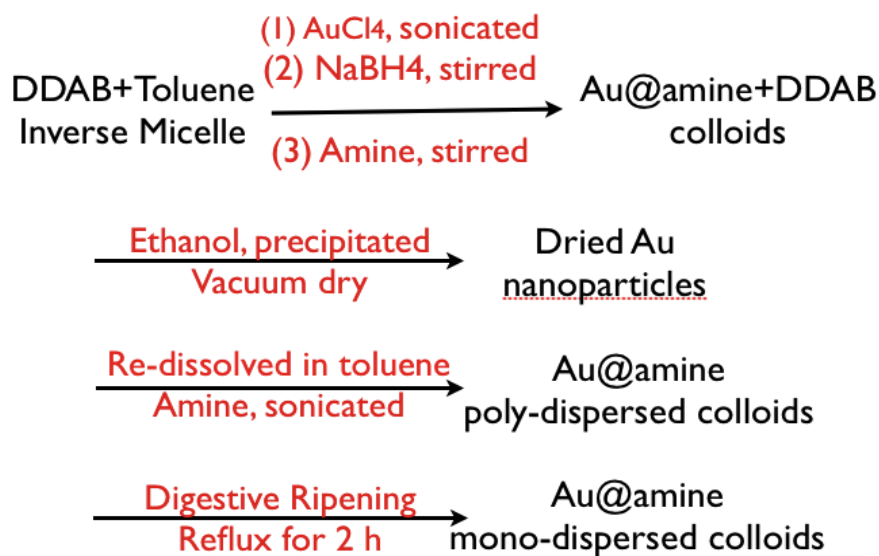 (1) AuCl4, sonicated
(2) NaBH4, stirred
DDAB+Toluene
Inverse Micelle
(3) Amine, stirred
Au@amine+DDAB
colloids
Ethanol, precipitated
Vacuum dry
Dried Au
nanoparticles
Re-dissolved in toluene
Amine, sonicated
Au@amine
poly-dispersed colloids
Digestive Ripening
Reflux for 2 h
Au@amine
mono-dispersed colloids